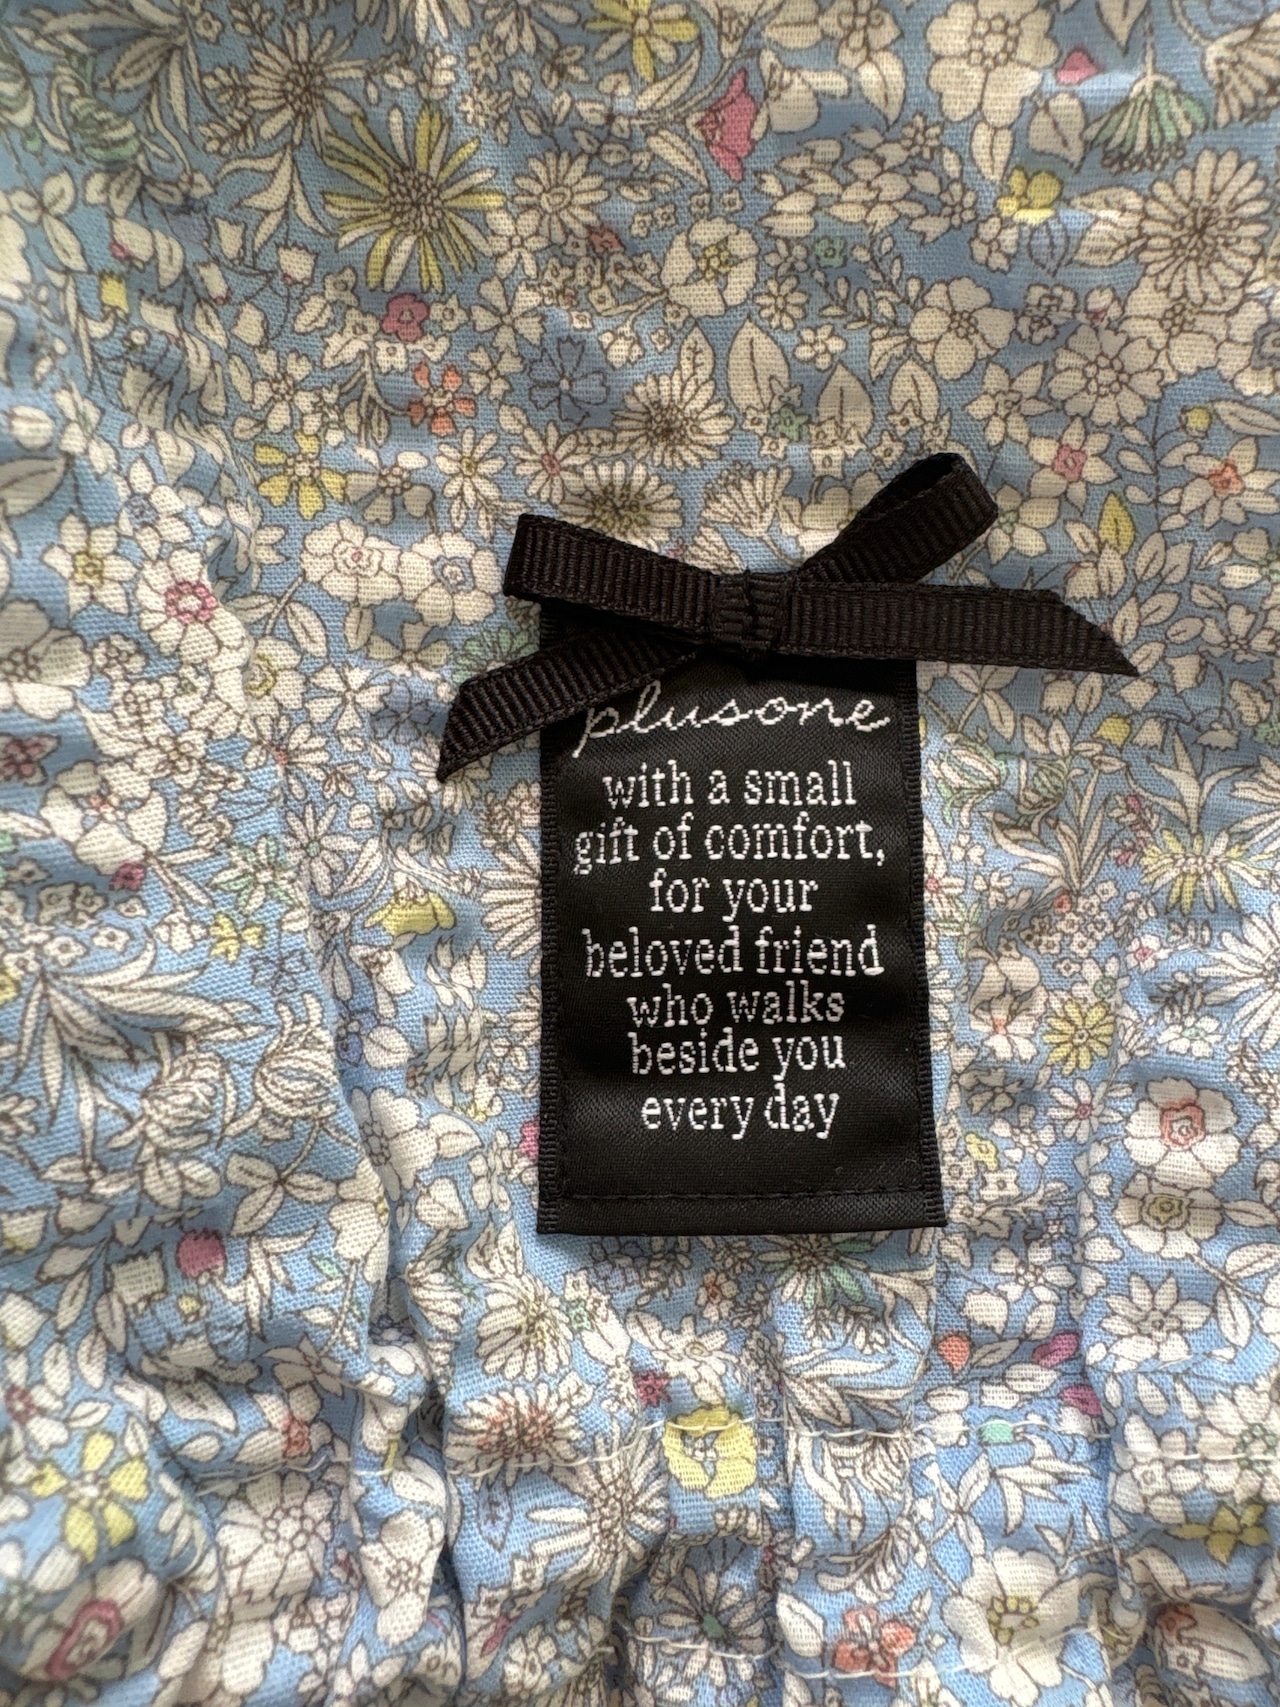 plusone
with a small
gift of comfort,
for your
beloved friend
who walks
beside you
every day